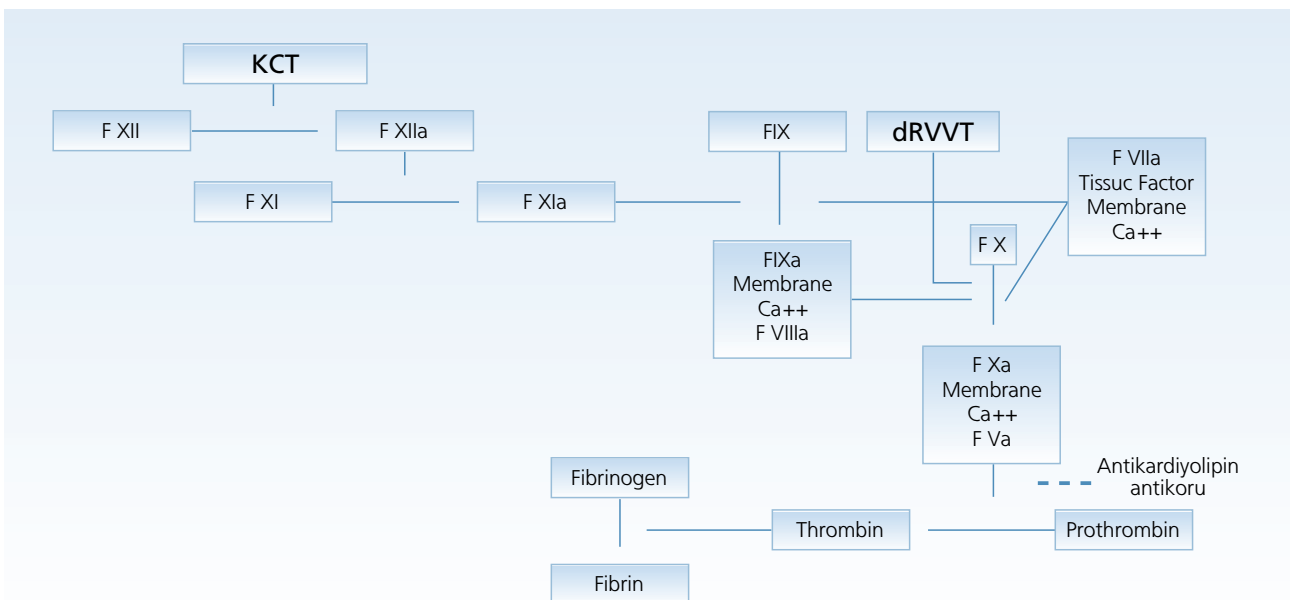 KCT
F XII
F XIIa
FIX
dRVVT
F VIIa
Tissuc Factor
Membrane
Ca++
F XI
F XIa
F X
FIXa
Membrane
Ca++
F VIIIa
F Xa
Membrane
Ca++
F Va
Antikardiyolipin
antikoru
Fibrinogen
Thrombin
Prothrombin
Fibrin